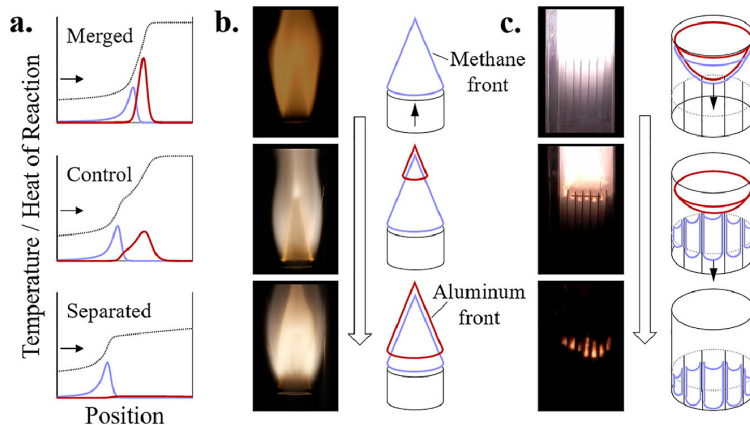 a.
b.
c.
Merged
Control
Separated
Temperature / Heat of Reaction
Position
Methane
front
Aluminum
front